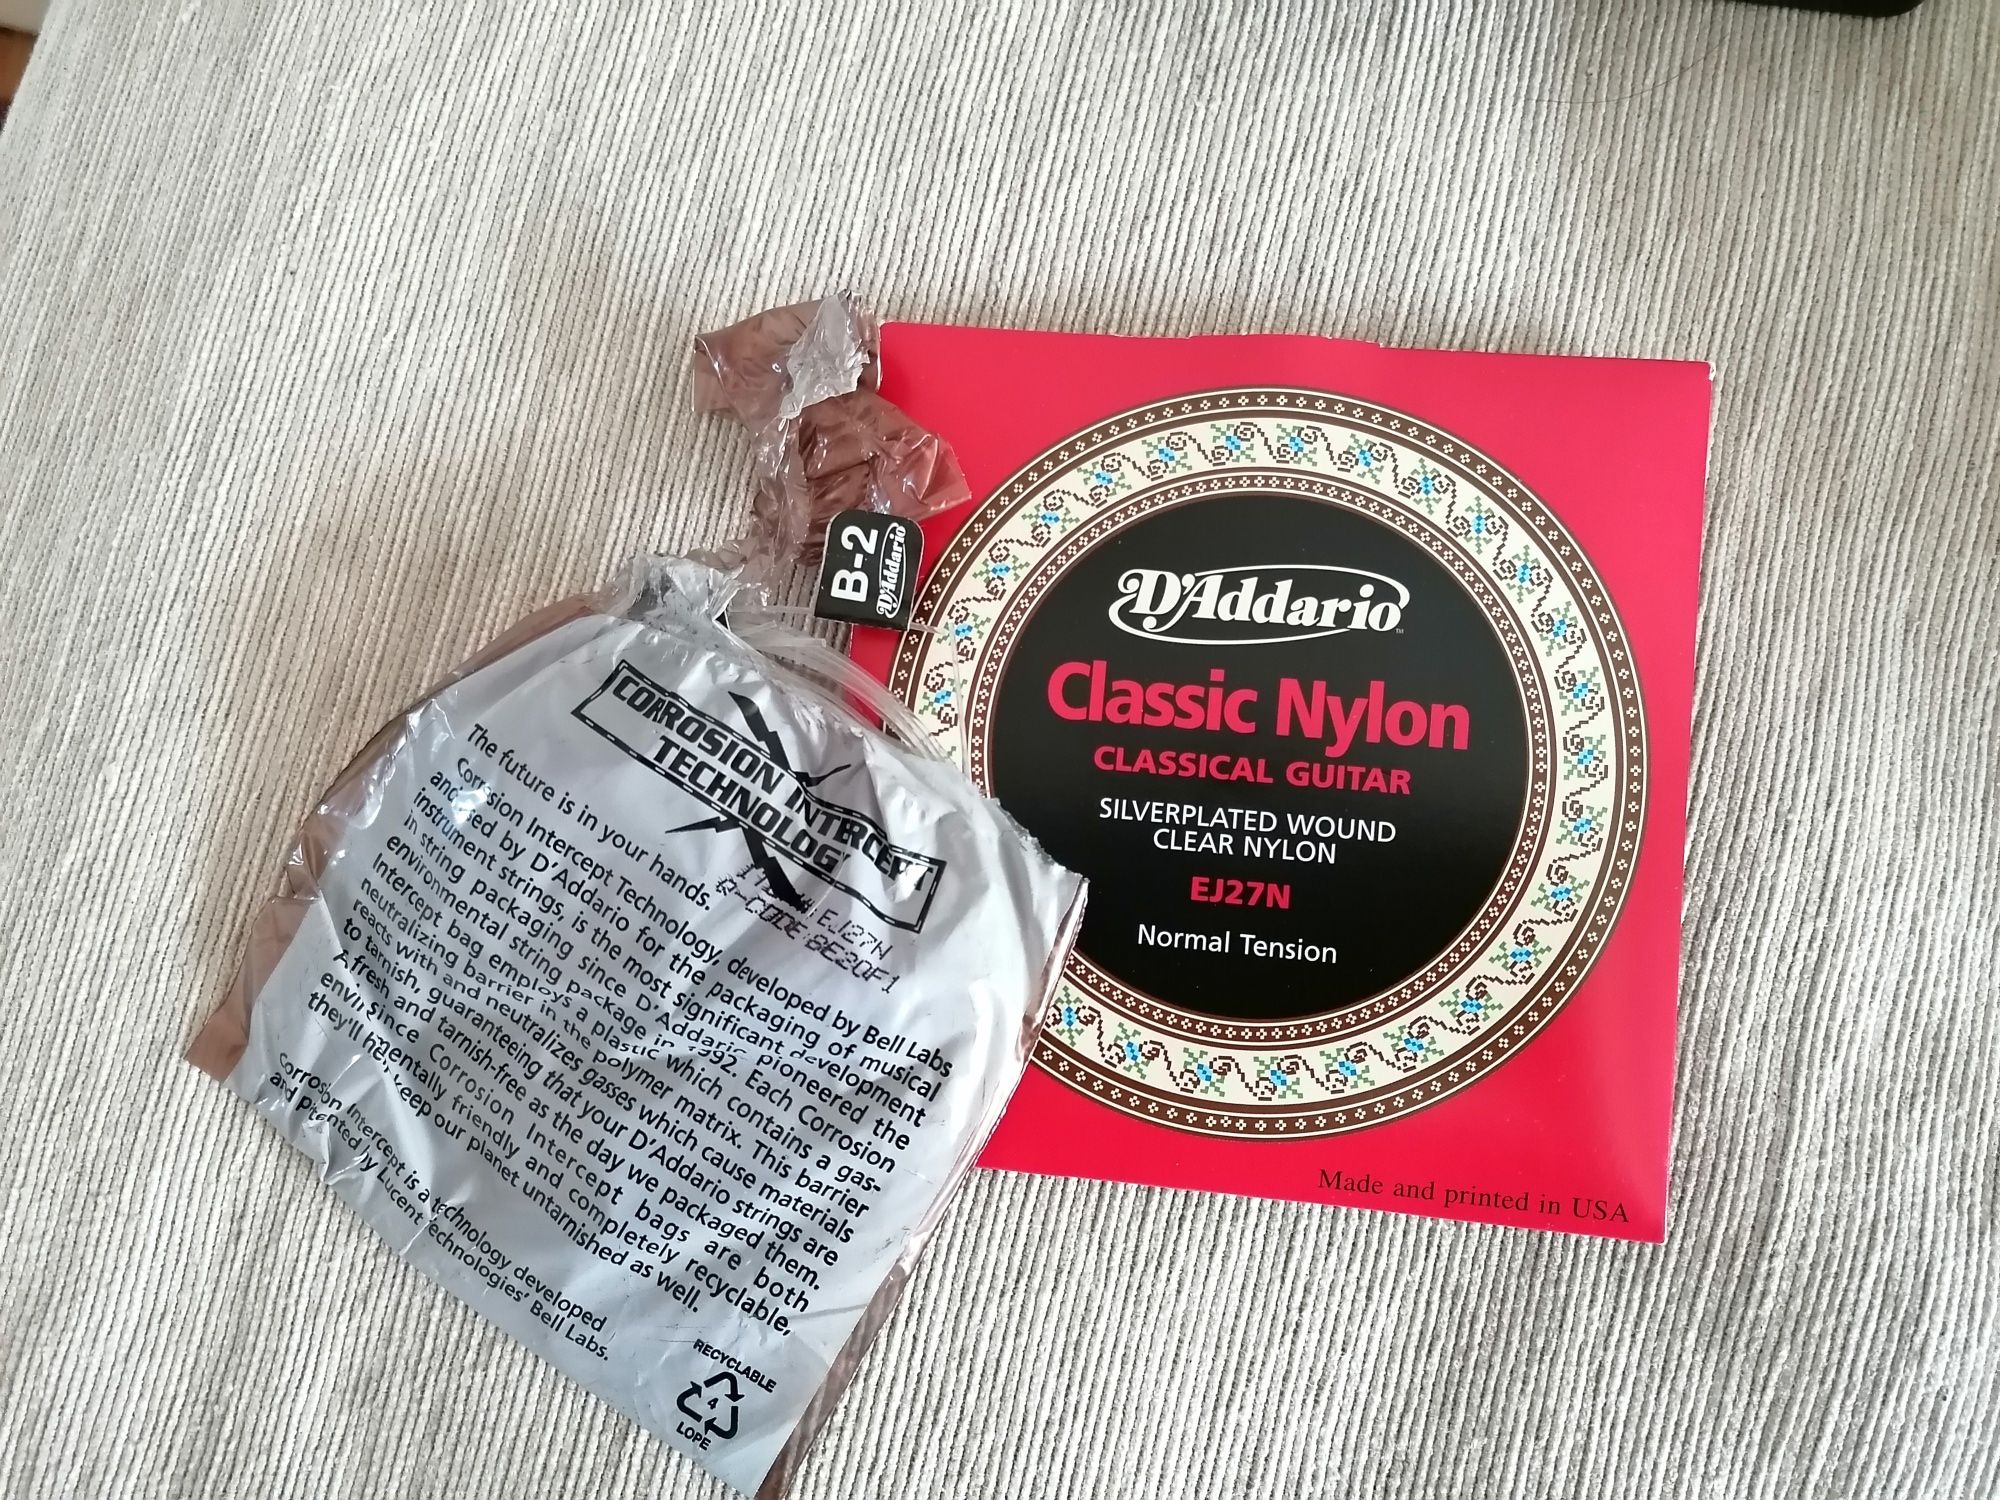 B-2
D'Addario
CORROSION INTERCEPT
TECHNOLOGY
EJ27N
CODE 8E20F1
The future is in your hands.
Corrosion Intercept Technology, developed by Bell Labs
and used by D'Addario for the packaging of musical
instrument strings, is the most significant development
in string packaging since D'Addario pioneered the
environmental string package in 1992. Each Corrosion
Intercept bag employs a plastic which contains a gas-
neutralizing barrier in the polymer matrix. This barrier
reacts with and neutralizes gasses which cause materials
to tarnish, guaranteeing that your D'Addario strings are
A fresh and tarnish-free as the day we packaged them.
Since Corrosion Intercept bags are both
envi mentally friendly and completely recyclable,
they'll help keep our planet untarnished as well.
Corrosion Intercept is a technology developed
and p tented by Lucent Technologies' Bell Labs.
RECYCLABLE
4
LDPE
D'Addario
Classic Nylon
CLASSICAL GUITAR
SILVERPLATED WOUND
CLEAR NYLON
EJ27N
Normal Tension
Made and printed in USA